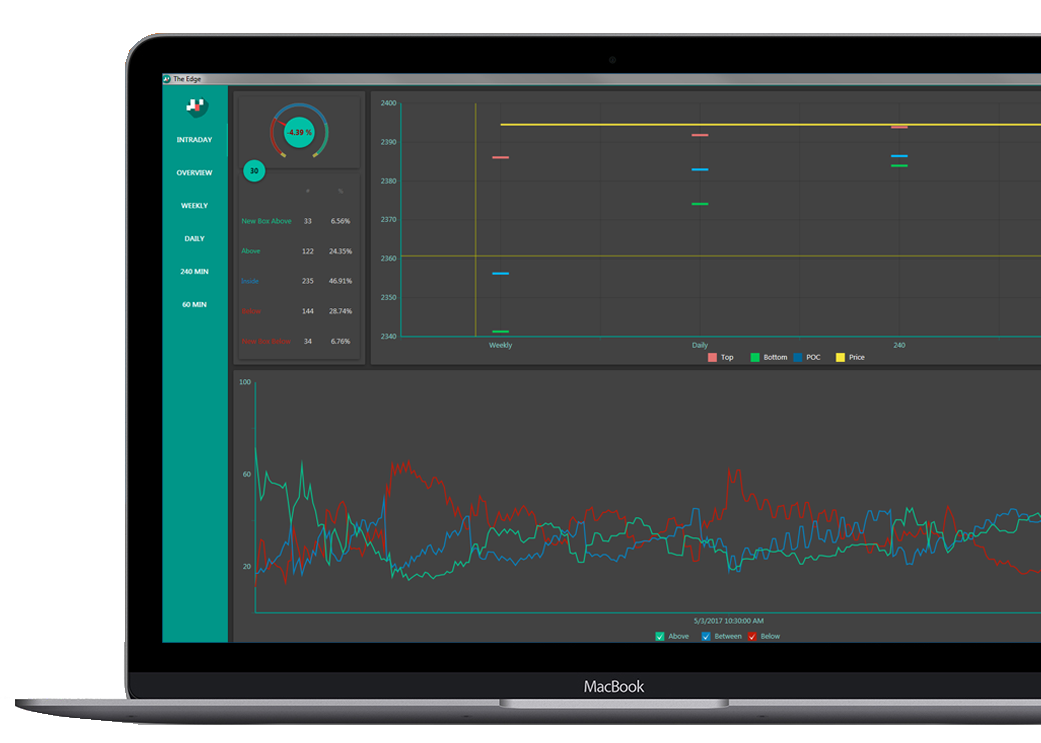 The Edge
INTRADAY
OVERVIEW
WEEKLY
DAILY
240 MIN
60 MIN
-4.39 %
30
# %
New Box Above 33 6.56%
Above 122 24.35%
Inside 235 46.91%
Below 144 28.74%
New Box Below 34 6.76%
2400
2390
2380
2370
2360
2350
2340
Weekly Daily 240
Top Bottom POC Price
100
60
20
5/3/2017 10:30:00 AM
Above Between Below
MacBook